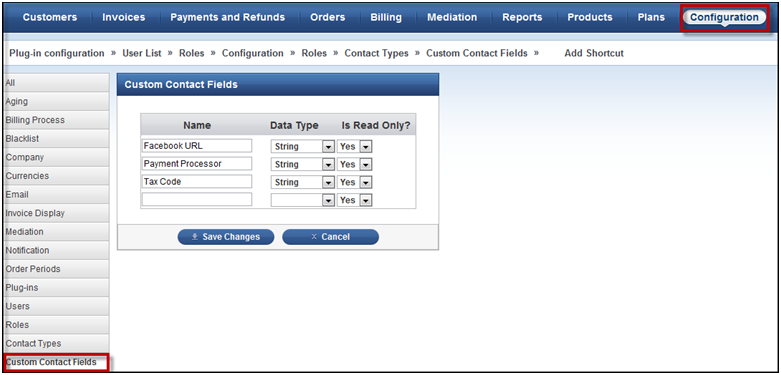 Customers Invoices Payments and Refunds Orders Billing Mediation Reports Products Plans Configuration
Plug-in configuration » User List » Roles » Configuration » Roles » Contact Types » Custom Contact Fields » Add Shortcut
All
Aging
Billing Process
Blacklist
Company
Currencies
Email
Invoice Display
Mediation
Notification
Order Periods
Plug-ins
Users
Roles
Contact Types
Custom Contact Fields
Custom Contact Fields
Name Data Type Is Read Only?
Facebook URL String Yes
Payment Processor String Yes
Tax Code String Yes
Yes
Save Changes Cancel